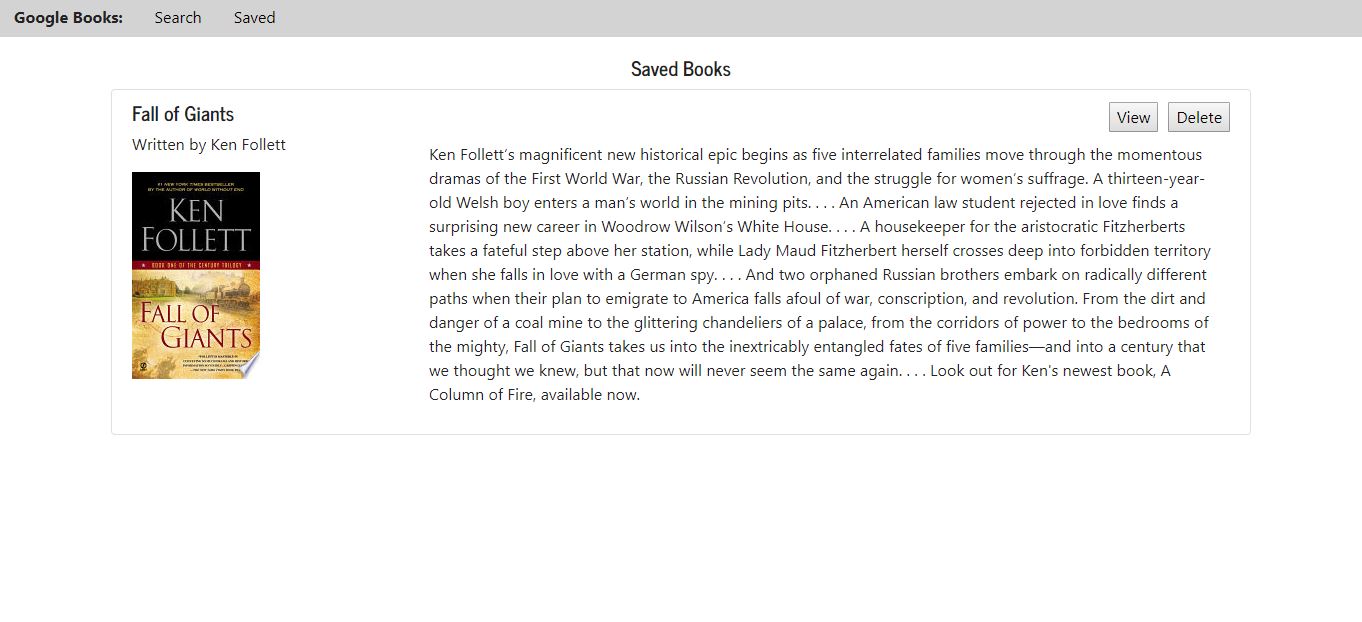 Google Books: Search Saved
Saved Books
Fall of Giants
View Delete
Written by Ken Follett
#1 NEW YORK TIMES BESTSELLER
BY THE AUTHOR OF WORLD WITHOUT END
KEN
FOLLETT
BOOK ONE OF THE CENTURY TRILOGY
FALL OF
GIANTS
Ken Follett’s magnificent new historical epic begins as five interrelated families move through the momentous
dramas of the First World War, the Russian Revolution, and the struggle for women’s suffrage. A thirteen-year-
old Welsh boy enters a man’s world in the mining pits. . . . An American law student rejected in love finds a
surprising new career in Woodrow Wilson’s White House. . . . A housekeeper for the aristocratic Fitzherberts
takes a fateful step above her station, while Lady Maud Fitzherbert herself crosses deep into forbidden territory
when she falls in love with a German spy. . . . And two orphaned Russian brothers embark on radically different
paths when their plan to emigrate to America falls afoul of war, conscription, and revolution. From the dirt and
danger of a coal mine to the glittering chandeliers of a palace, from the corridors of power to the bedrooms of
the mighty, Fall of Giants takes us into the inextricably entangled fates of five families—and into a century that
we thought we knew, but that now will never seem the same again. . . . Look out for Ken's newest book, A
Column of Fire, available now.